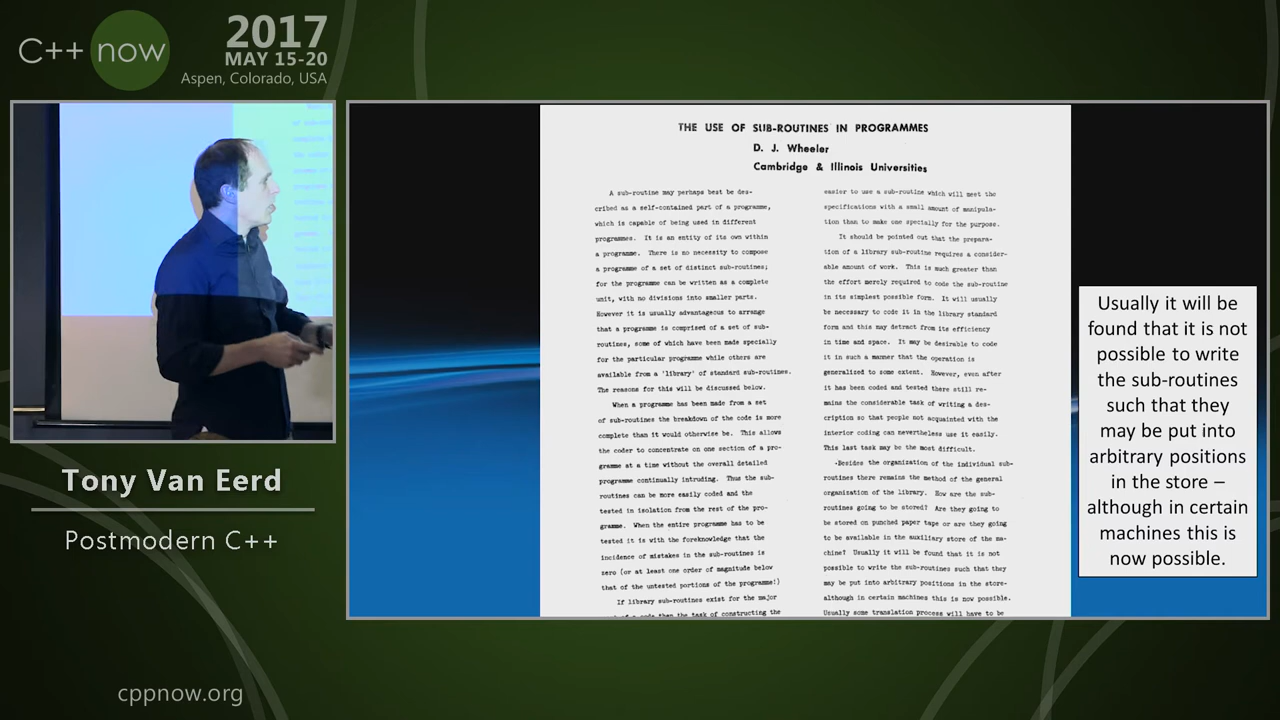 C++ now
2017
MAY 15-20
Aspen, Colorado, USA
THE USE OF SUB-ROUTINES IN PROGRAMMES
D. J. Wheeler
Cambridge & Illinois Universities
A sub-routine may perhaps best be des-
cribed as a self-contained part of a programme,
which is capable of being used in different
programmes. It is an entity of its own within
a programme. There is no necessity to compose
a programme of a set of distinct sub-routines;
for the programme can be written as a complete
unit, with no divisions into smaller parts.
However it is usually advantageous to arrange
that a programme is comprised of a set of sub-
routines, some of which have been made specially
for the particular programme while others are
available from a 'library' of standard sub-routines.
The reasons for this will be discussed below.
When a programme has been made from a set
of sub-routines the breakdown of the code is more
complete than it would otherwise be. This allows
the coder to concentrate on one section of a pro-
gramme at a time without the overall detailed
programme continually intruding. Thus the sub-
routines can be more easily coded and the
tested in isolation from the rest of the pro-
gramme. When the entire programme has to be
tested it is with the foreknowledge that the
incidence of mistakes in the sub-routines is
zero (or at least one order of magnitude below
that of the untested portions of the programme!)
If library sub-routines exist for the major
of a code then the task of constructing the
easier to use a sub-routine which will meet the
specifications with a small amount of manipula-
tion than to make one specially for the purpose.
It should be pointed out that the prepara-
tion of a library sub-routine requires a consider-
able amount of work. This is much greater than
the effort merely required to code the sub-routine
in its simplest possible form. It will usually
be necessary to code it in the library standard
form and this may detract from its efficiency
in time and space. It may be desirable to code
it in such a manner that the operation is
generalized to some extent. However, even after
it has been coded and tested there still re-
mains the considerable task of writing a des-
cription so that people not acquainted with the
interior coding can nevertheless use it easily.
This last task may be the most difficult.
Besides the organization of the individual sub-
routines there remains the method of the general
organization of the library. How are the sub-
routines going to be stored? Are they going to
be stored on punched paper tape or are they going
to be available in the auxiliary store of the ma-
chine? Usually it will be found that it is not
possible to write the sub-routines such that they
may be put into arbitrary positions in the store-
although in certain machines this is now possible.
Usually some translation process will have to be
Usually it will be
found that it is not
possible to write
the sub-routines
such that they
may be put into
arbitrary positions
in the store –
although in certain
machines this is
now possible.
Tony Van Eerd
Postmodern C++
cppnow.org